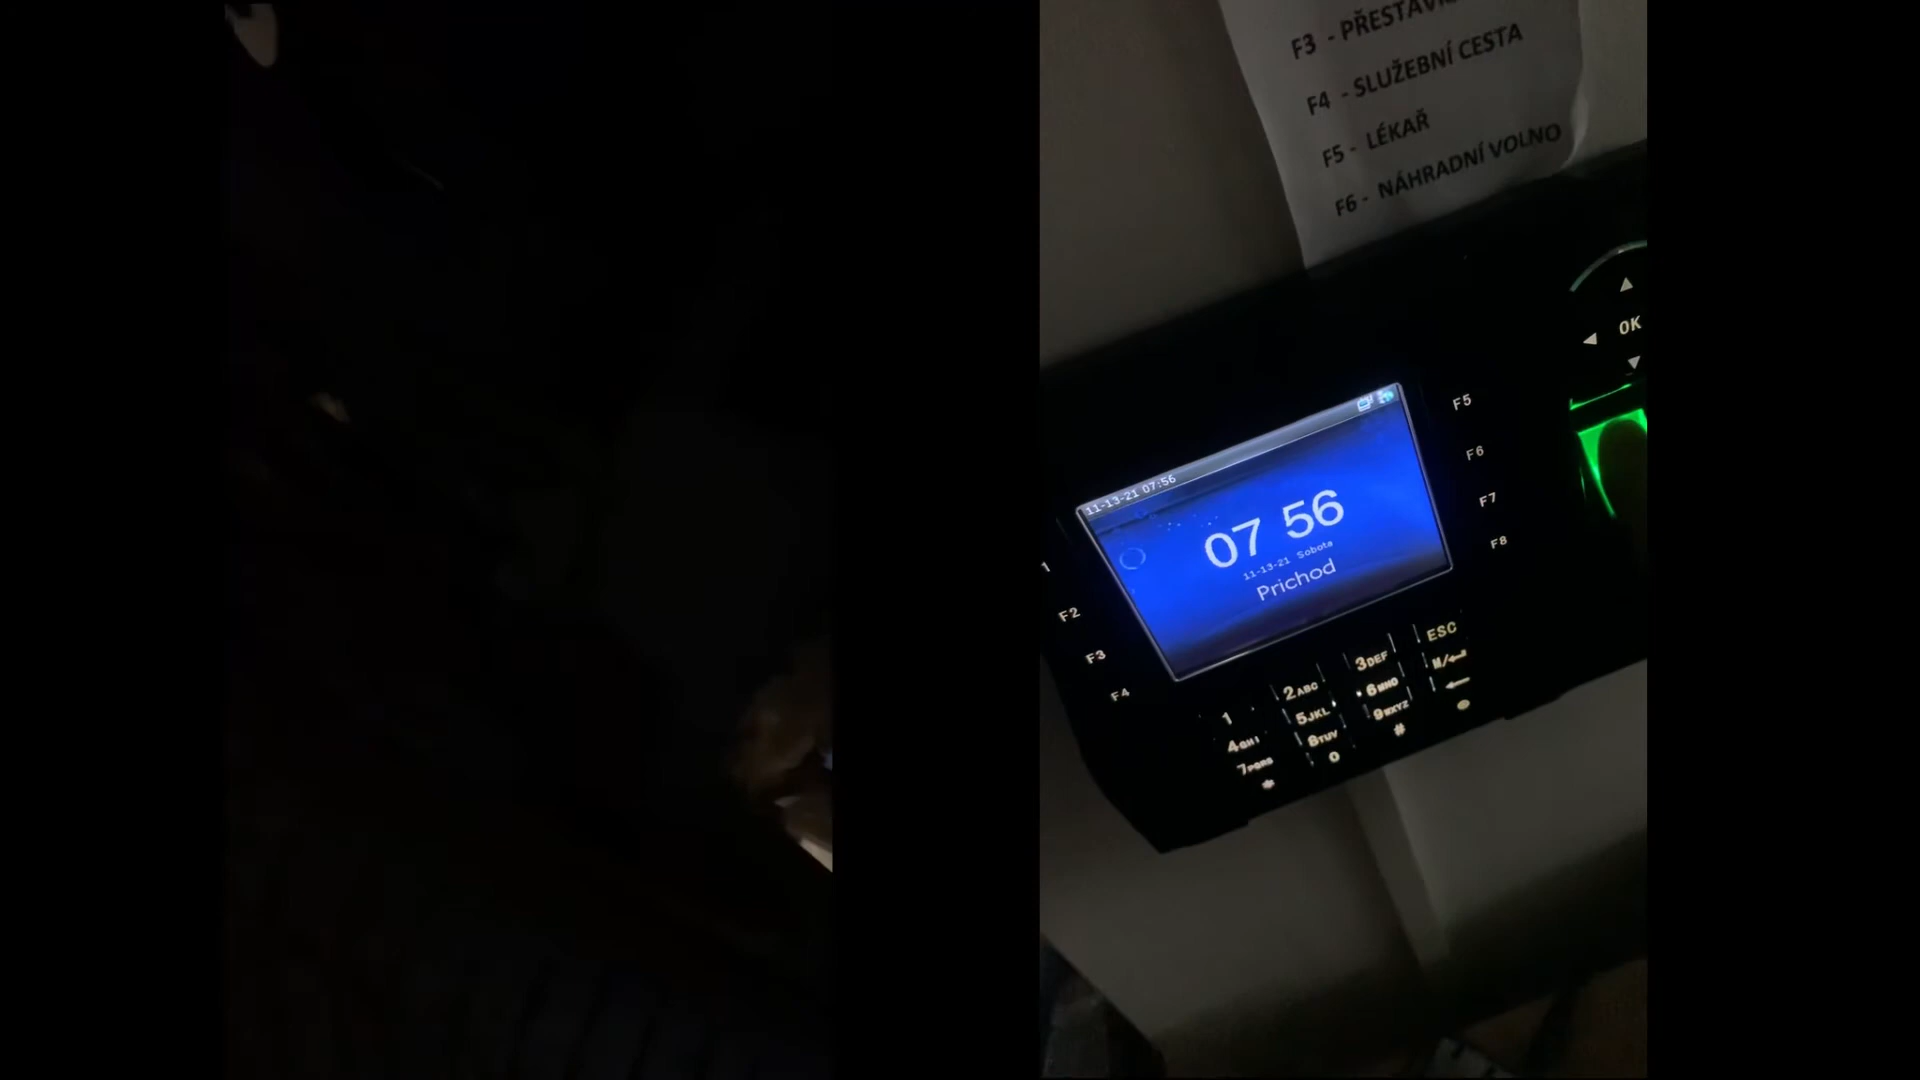 F3 - PŘESTÁVK
F4 - SLUŽEBNÍ CESTA
F5 - LÉKAŘ
F6 - NÁHRADNÍ VOLNO
OK
11-13-21 07:56
07 56
11-13-21 Sobota
Prichod
F5
F6
F7
F8
1
F2
F3
F4
1 2ABC 3DEF ESC
4GHI 5JKL 6MNO M/
7PQRS 8TUV 9WXYZ
* 0 #